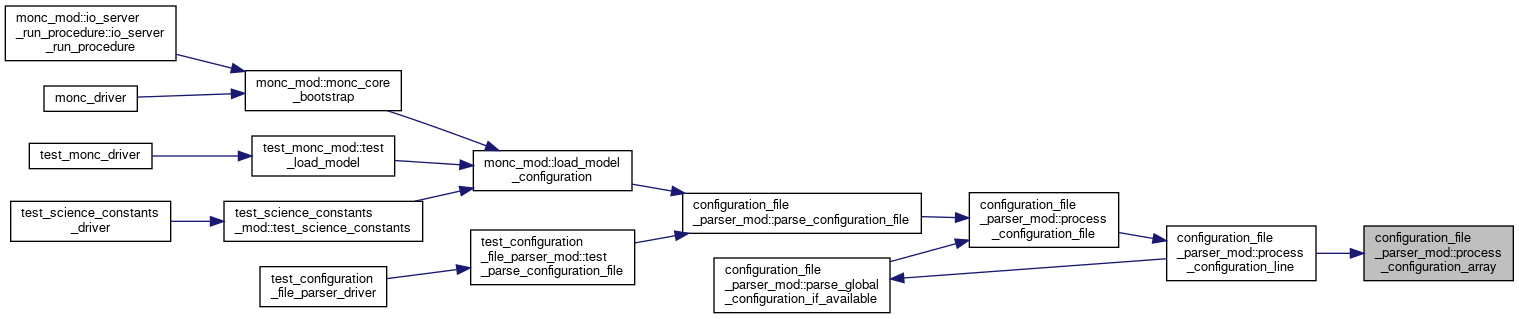 monc_mod::io_server
_run_procedure::io_server
_run_procedure
monc_driver
monc_mod::monc_core
_bootstrap
test_monc_driver
test_monc_mod::test
_load_model
test_science_constants
_driver
test_science_constants
_mod::test_science_constants
monc_mod::load_model
_configuration
test_configuration
_file_parser_driver
test_configuration
_file_parser_mod::test
_parse_configuration_file
configuration_file
_parser_mod::parse_configuration_file
configuration_file
_parser_mod::parse_global
_configuration_if_available
configuration_file
_parser_mod::process
_configuration_file
configuration_file
_parser_mod::process
_configuration_line
configuration_file
_parser_mod::process
_configuration_array